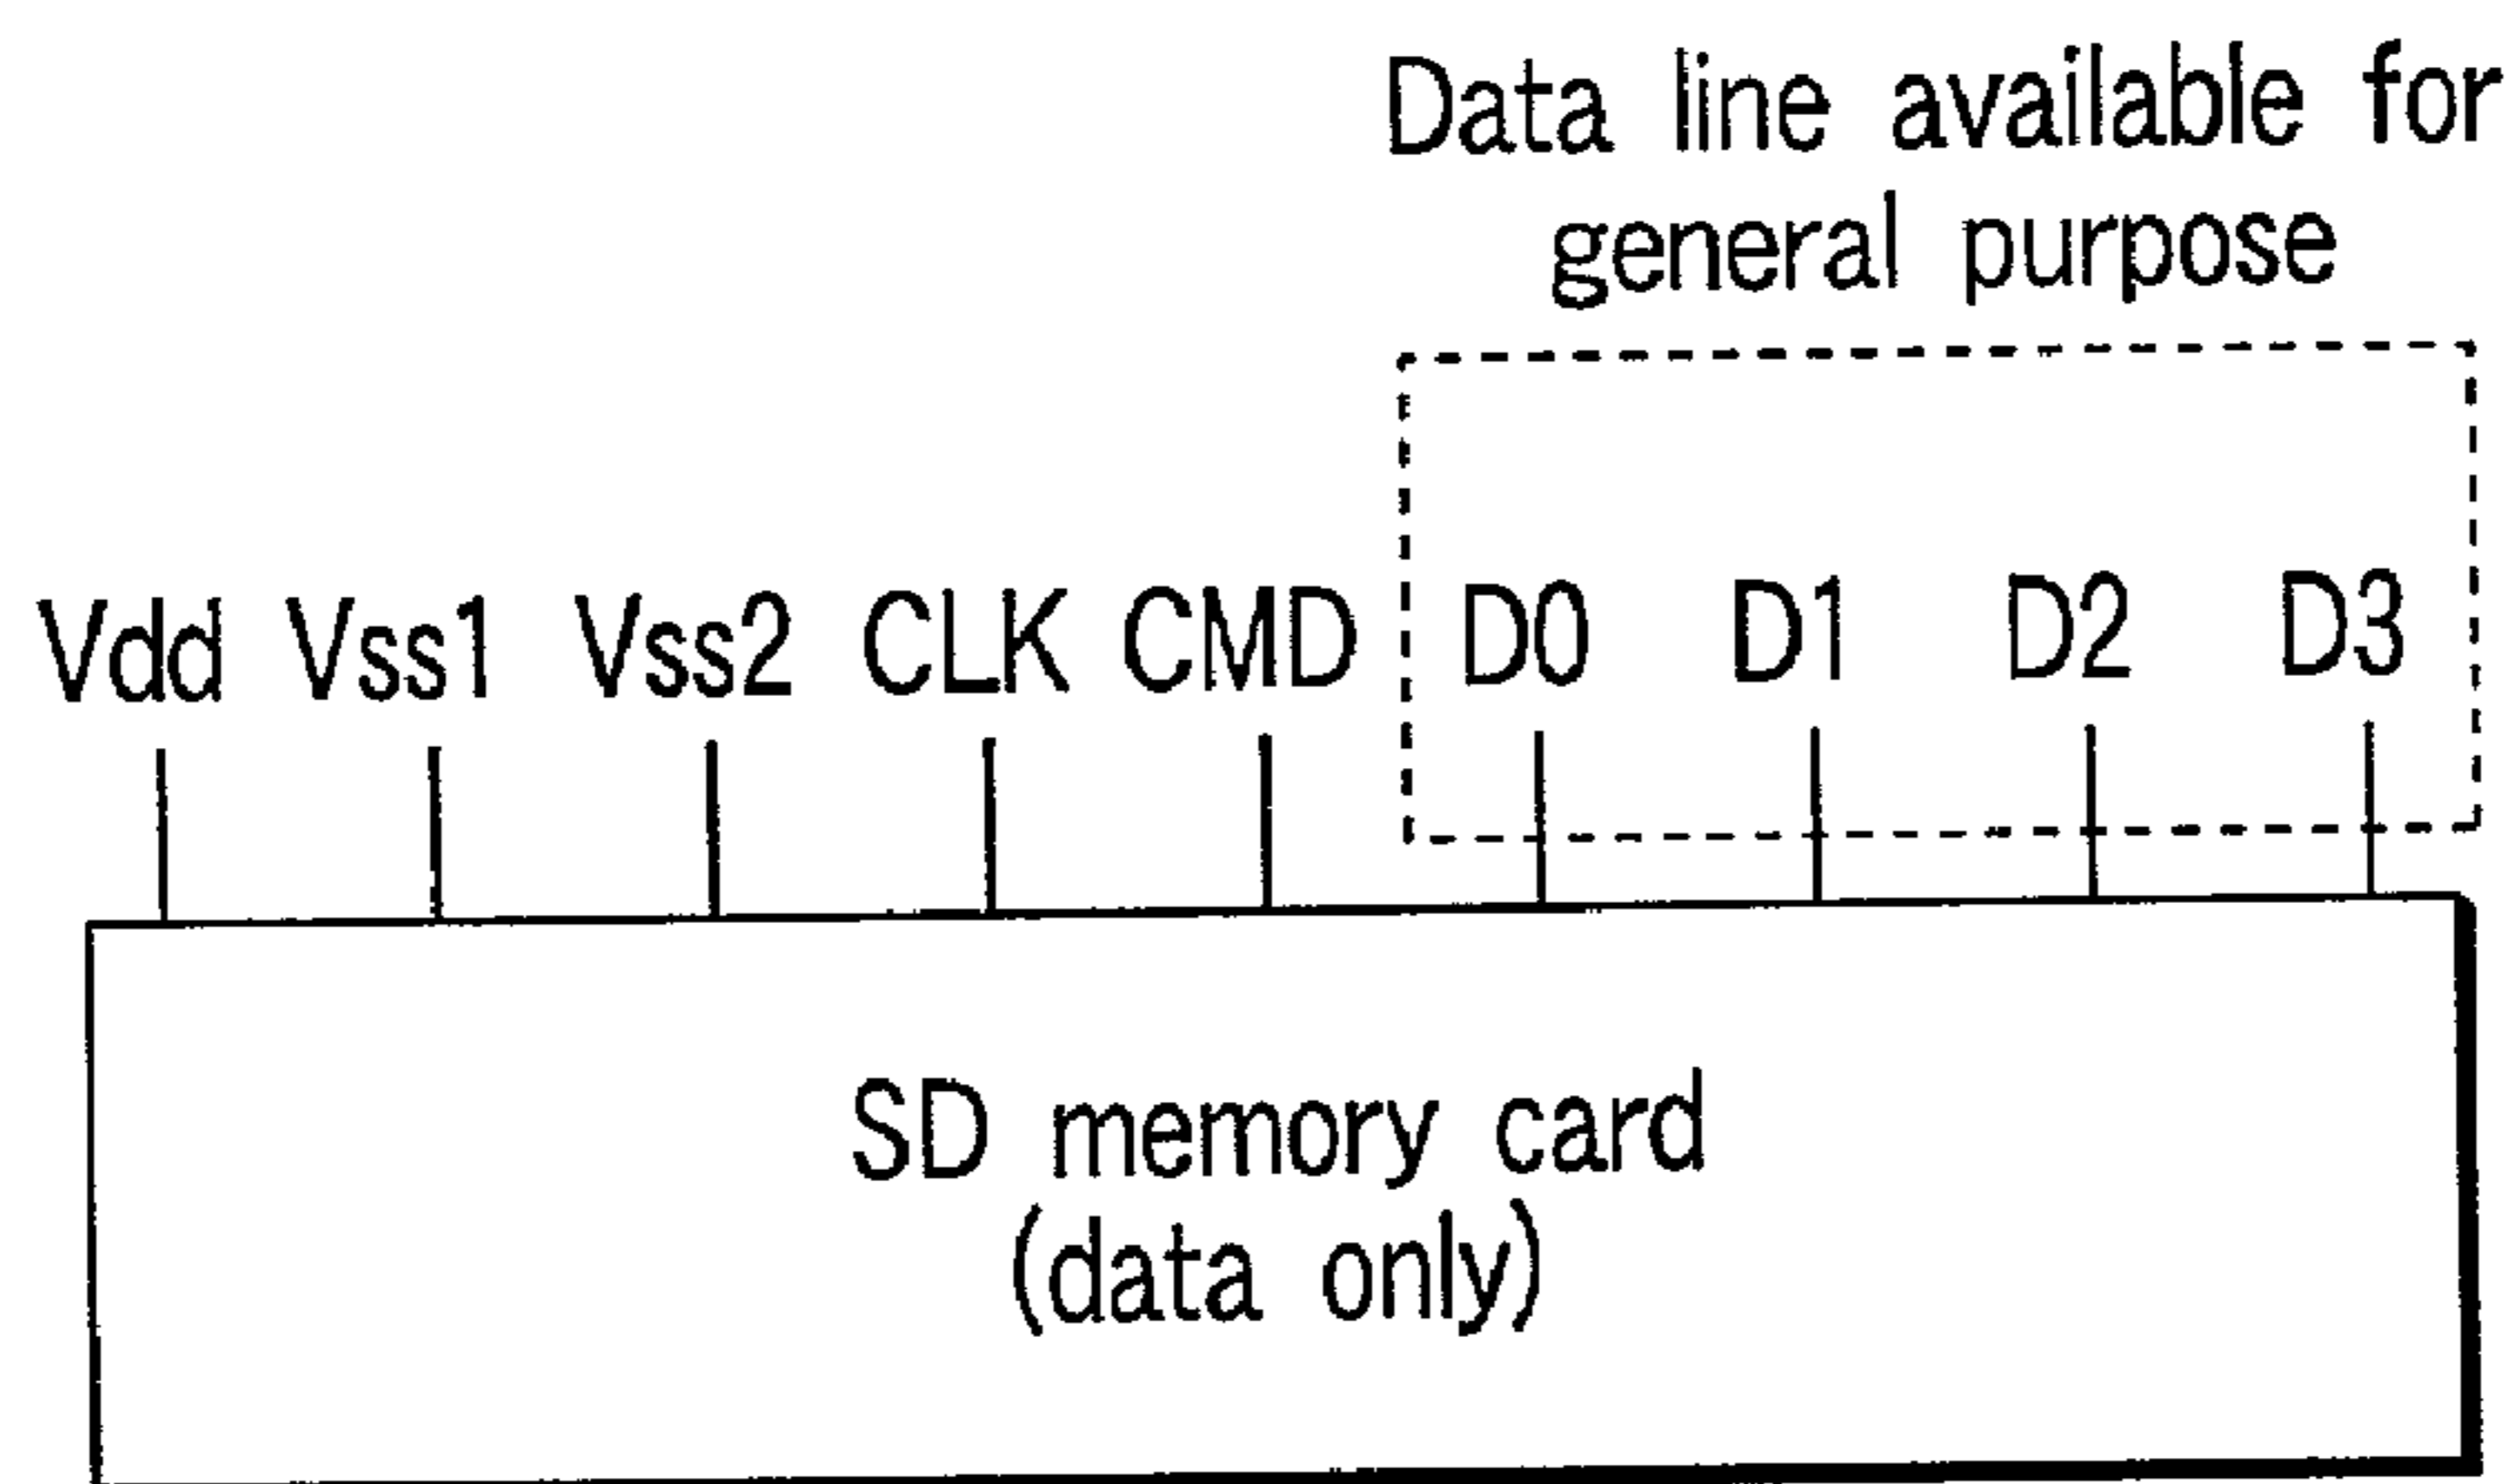 Data line available for
general purpose
Vdd Vss1 Vss2 CLK CMD D0 D1 D2 D3
SD memory card
(data only)